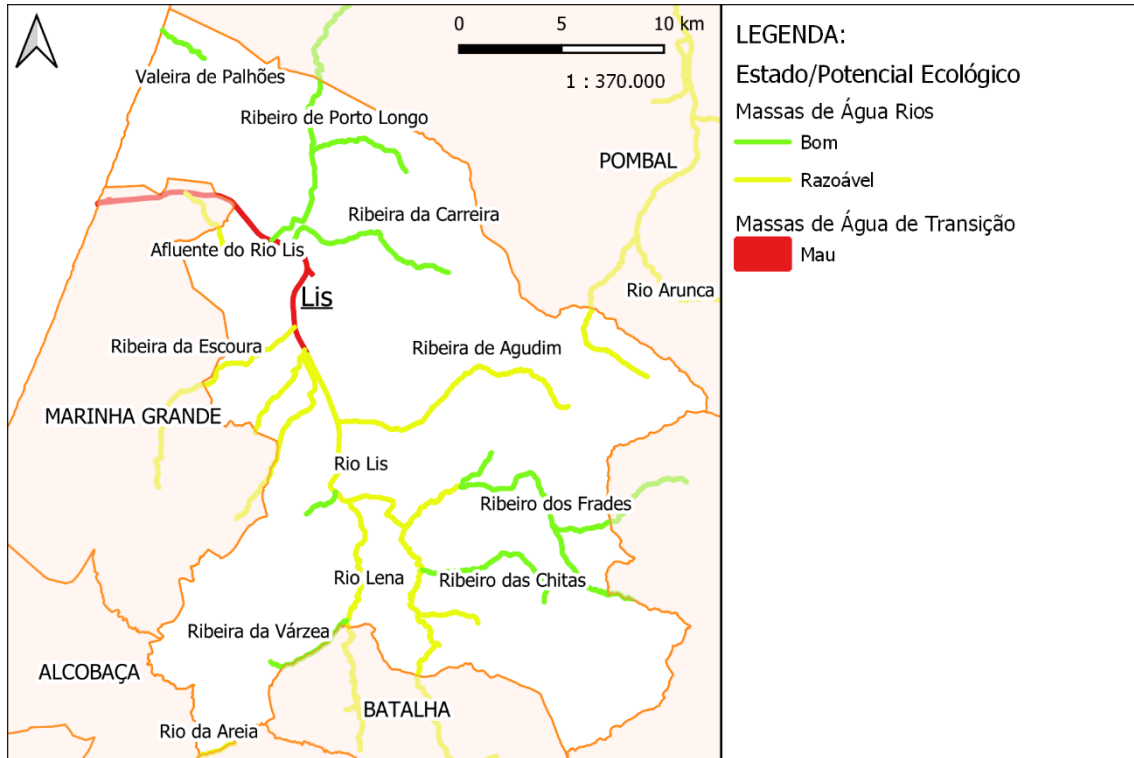 0 5 10 km
1 : 370.000
Valeira de Palhões
Ribeiro de Porto Longo
POMBAL
Ribeira da Carreira
Afluente do Rio Lis
Rio Arunca
Lis
Ribeira da Escoura
Ribeira de Agudim
MARINHA GRANDE
Rio Lis
Ribeiro dos Frades
Rio Lena
Ribeiro das Chitas
Ribeira da Várzea
ALCOBAÇA
BATALHA
Rio da Areia
LEGENDA:
Estado/Potencial Ecológico
Massas de Água Rios
Bom
Razoável
Massas de Água de Transição
Mau